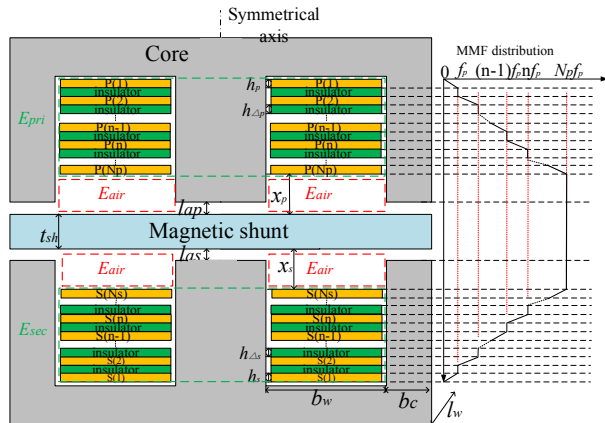 Symmetrical
axis
Core
MMF distribution
0 fp (n-1)fp nfp Npfp
Epri
P(1)
insulator
P(2)
insulator
P(n-1)
insulator
P(n)
insulator
P(Np)
P(1)
insulator
P(2)
insulator
P(n-1)
insulator
P(n)
insulator
P(Np)
hp
hΔp
Eair
Eair
lap
xp
tsh
Magnetic shunt
las
xs
Eair
Eair
Esec
S(Ns)
insulator
S(n)
insulator
S(n-1)
insulator
S(2)
insulator
S(1)
S(Ns)
insulator
S(n)
insulator
S(n-1)
insulator
S(2)
insulator
S(1)
hΔs
hs
bw
bc
lw